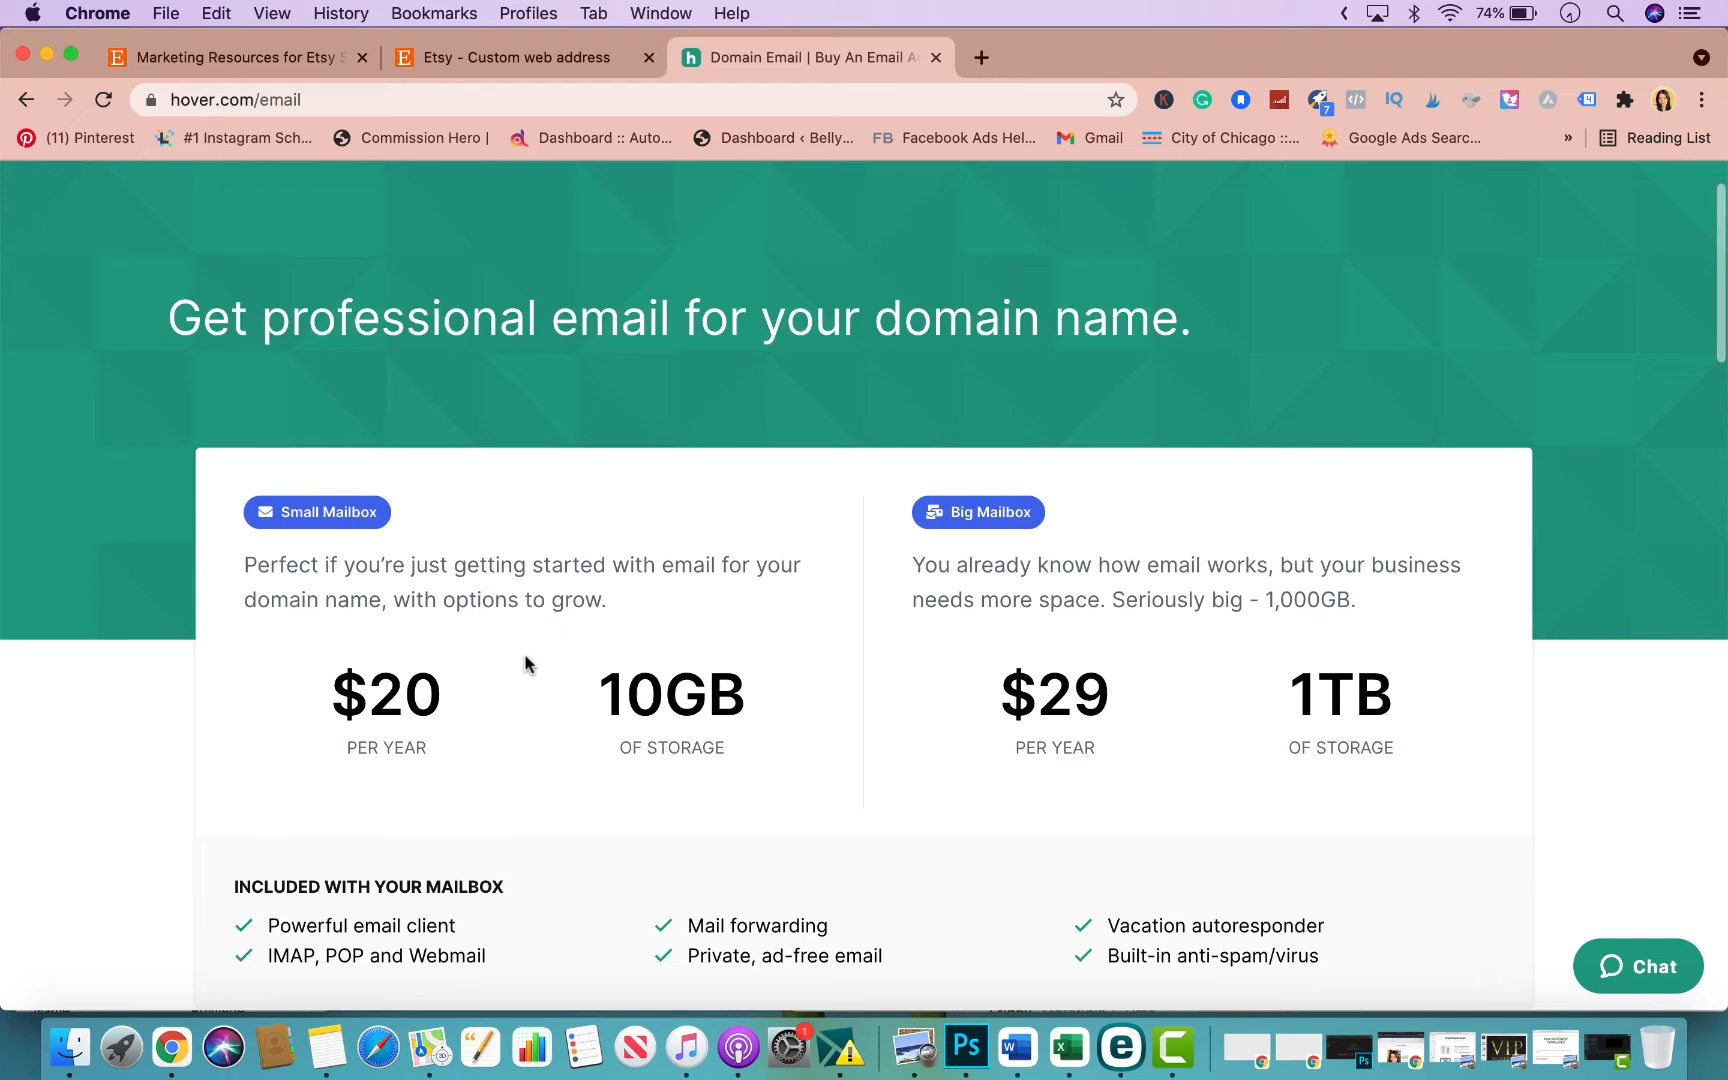 Chrome File Edit View History Bookmarks Profiles Tab Window Help 74%
Marketing Resources for Etsy S Etsy - Custom web address Domain Email | Buy An Email A
hover.com/email
(11) Pinterest #1 Instagram Sch... Commission Hero | Dashboard :: Auto... Dashboard ‹ Belly... FB Facebook Ads Hel... Gmail City of Chicago ::... Google Ads Searc... » Reading List
Get professional email for your domain name.
Small Mailbox
Perfect if you're just getting started with email for your
domain name, with options to grow.
$20 10GB
PER YEAR OF STORAGE
Big Mailbox
You already know how email works, but your business
needs more space. Seriously big - 1,000GB.
$29 1TB
PER YEAR OF STORAGE
INCLUDED WITH YOUR MAILBOX
Powerful email client Mail forwarding Vacation autoresponder
IMAP, POP and Webmail Private, ad-free email Built-in anti-spam/virus
Chat